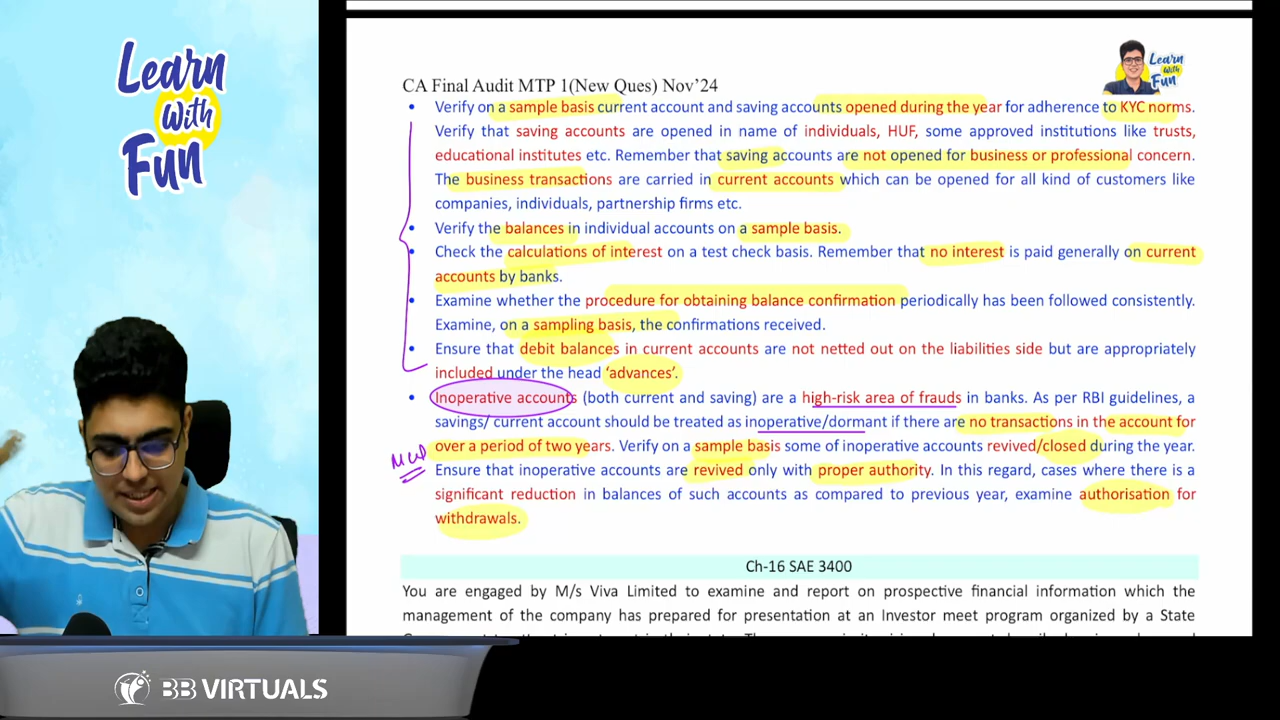 Learn
With
Fun
Learn
With
Fun
CA Final Audit MTP 1(New Ques) Nov'24
• Verify on a sample basis current account and saving accounts opened during the year for adherence to KYC norms.
Verify that saving accounts are opened in name of individuals, HUF, some approved institutions like trusts,
educational institutes etc. Remember that saving accounts are not opened for business or professional concern.
The business transactions are carried in current accounts which can be opened for all kind of customers like
companies, individuals, partnership firms etc.
• Verify the balances in individual accounts on a sample basis.
• Check the calculations of interest on a test check basis. Remember that no interest is paid generally on current
accounts by banks.
• Examine whether the procedure for obtaining balance confirmation periodically has been followed consistently.
Examine, on a sampling basis, the confirmations received.
• Ensure that debit balances in current accounts are not netted out on the liabilities side but are appropriately
included under the head 'advances'.
• Inoperative accounts (both current and saving) are a high-risk area of frauds in banks. As per RBI guidelines, a
savings/ current account should be treated as inoperative/dormant if there are no transactions in the account for
over a period of two years. Verify on a sample basis some of inoperative accounts revived/closed during the year.
Ensure that inoperative accounts are revived only with proper authority. In this regard, cases where there is a
significant reduction in balances of such accounts as compared to previous year, examine authorisation for
withdrawals.
Ch-16 SAE 3400
You are engaged by M/s Viva Limited to examine and report on prospective financial information which the
management of the company has prepared for presentation at an Investor meet program organized by a State
BB VIRTUALS